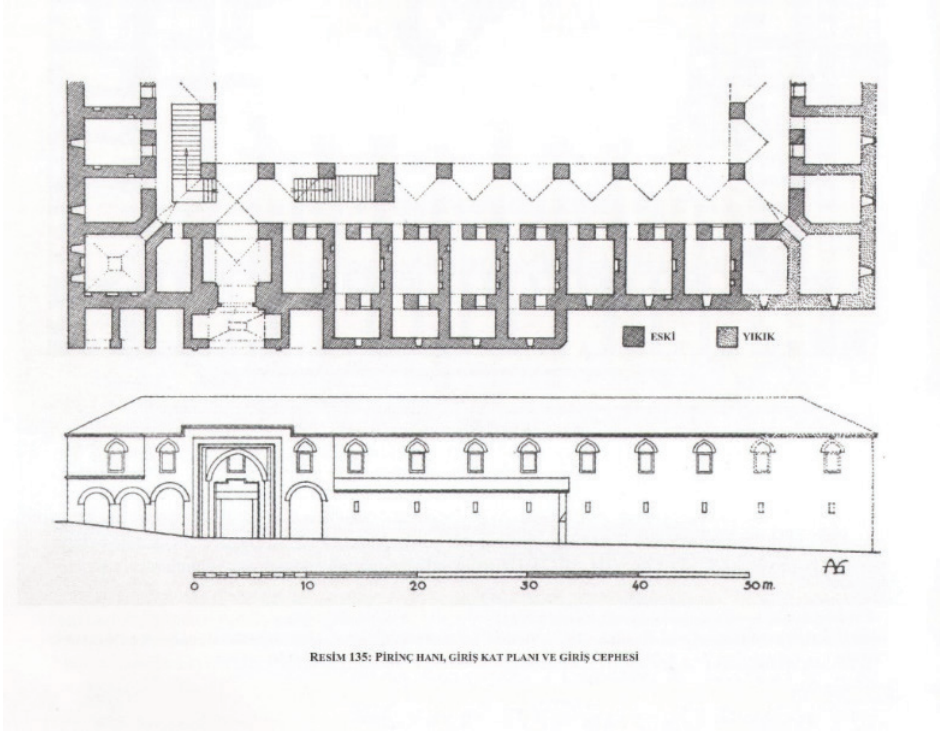 ESKİ
YIKIK
AG
0 10 20 30 40 50 m.
RESİM 135: PİRİNÇ HANI, GİRİŞ KAT PLANI VE GİRİŞ CEPHESİ